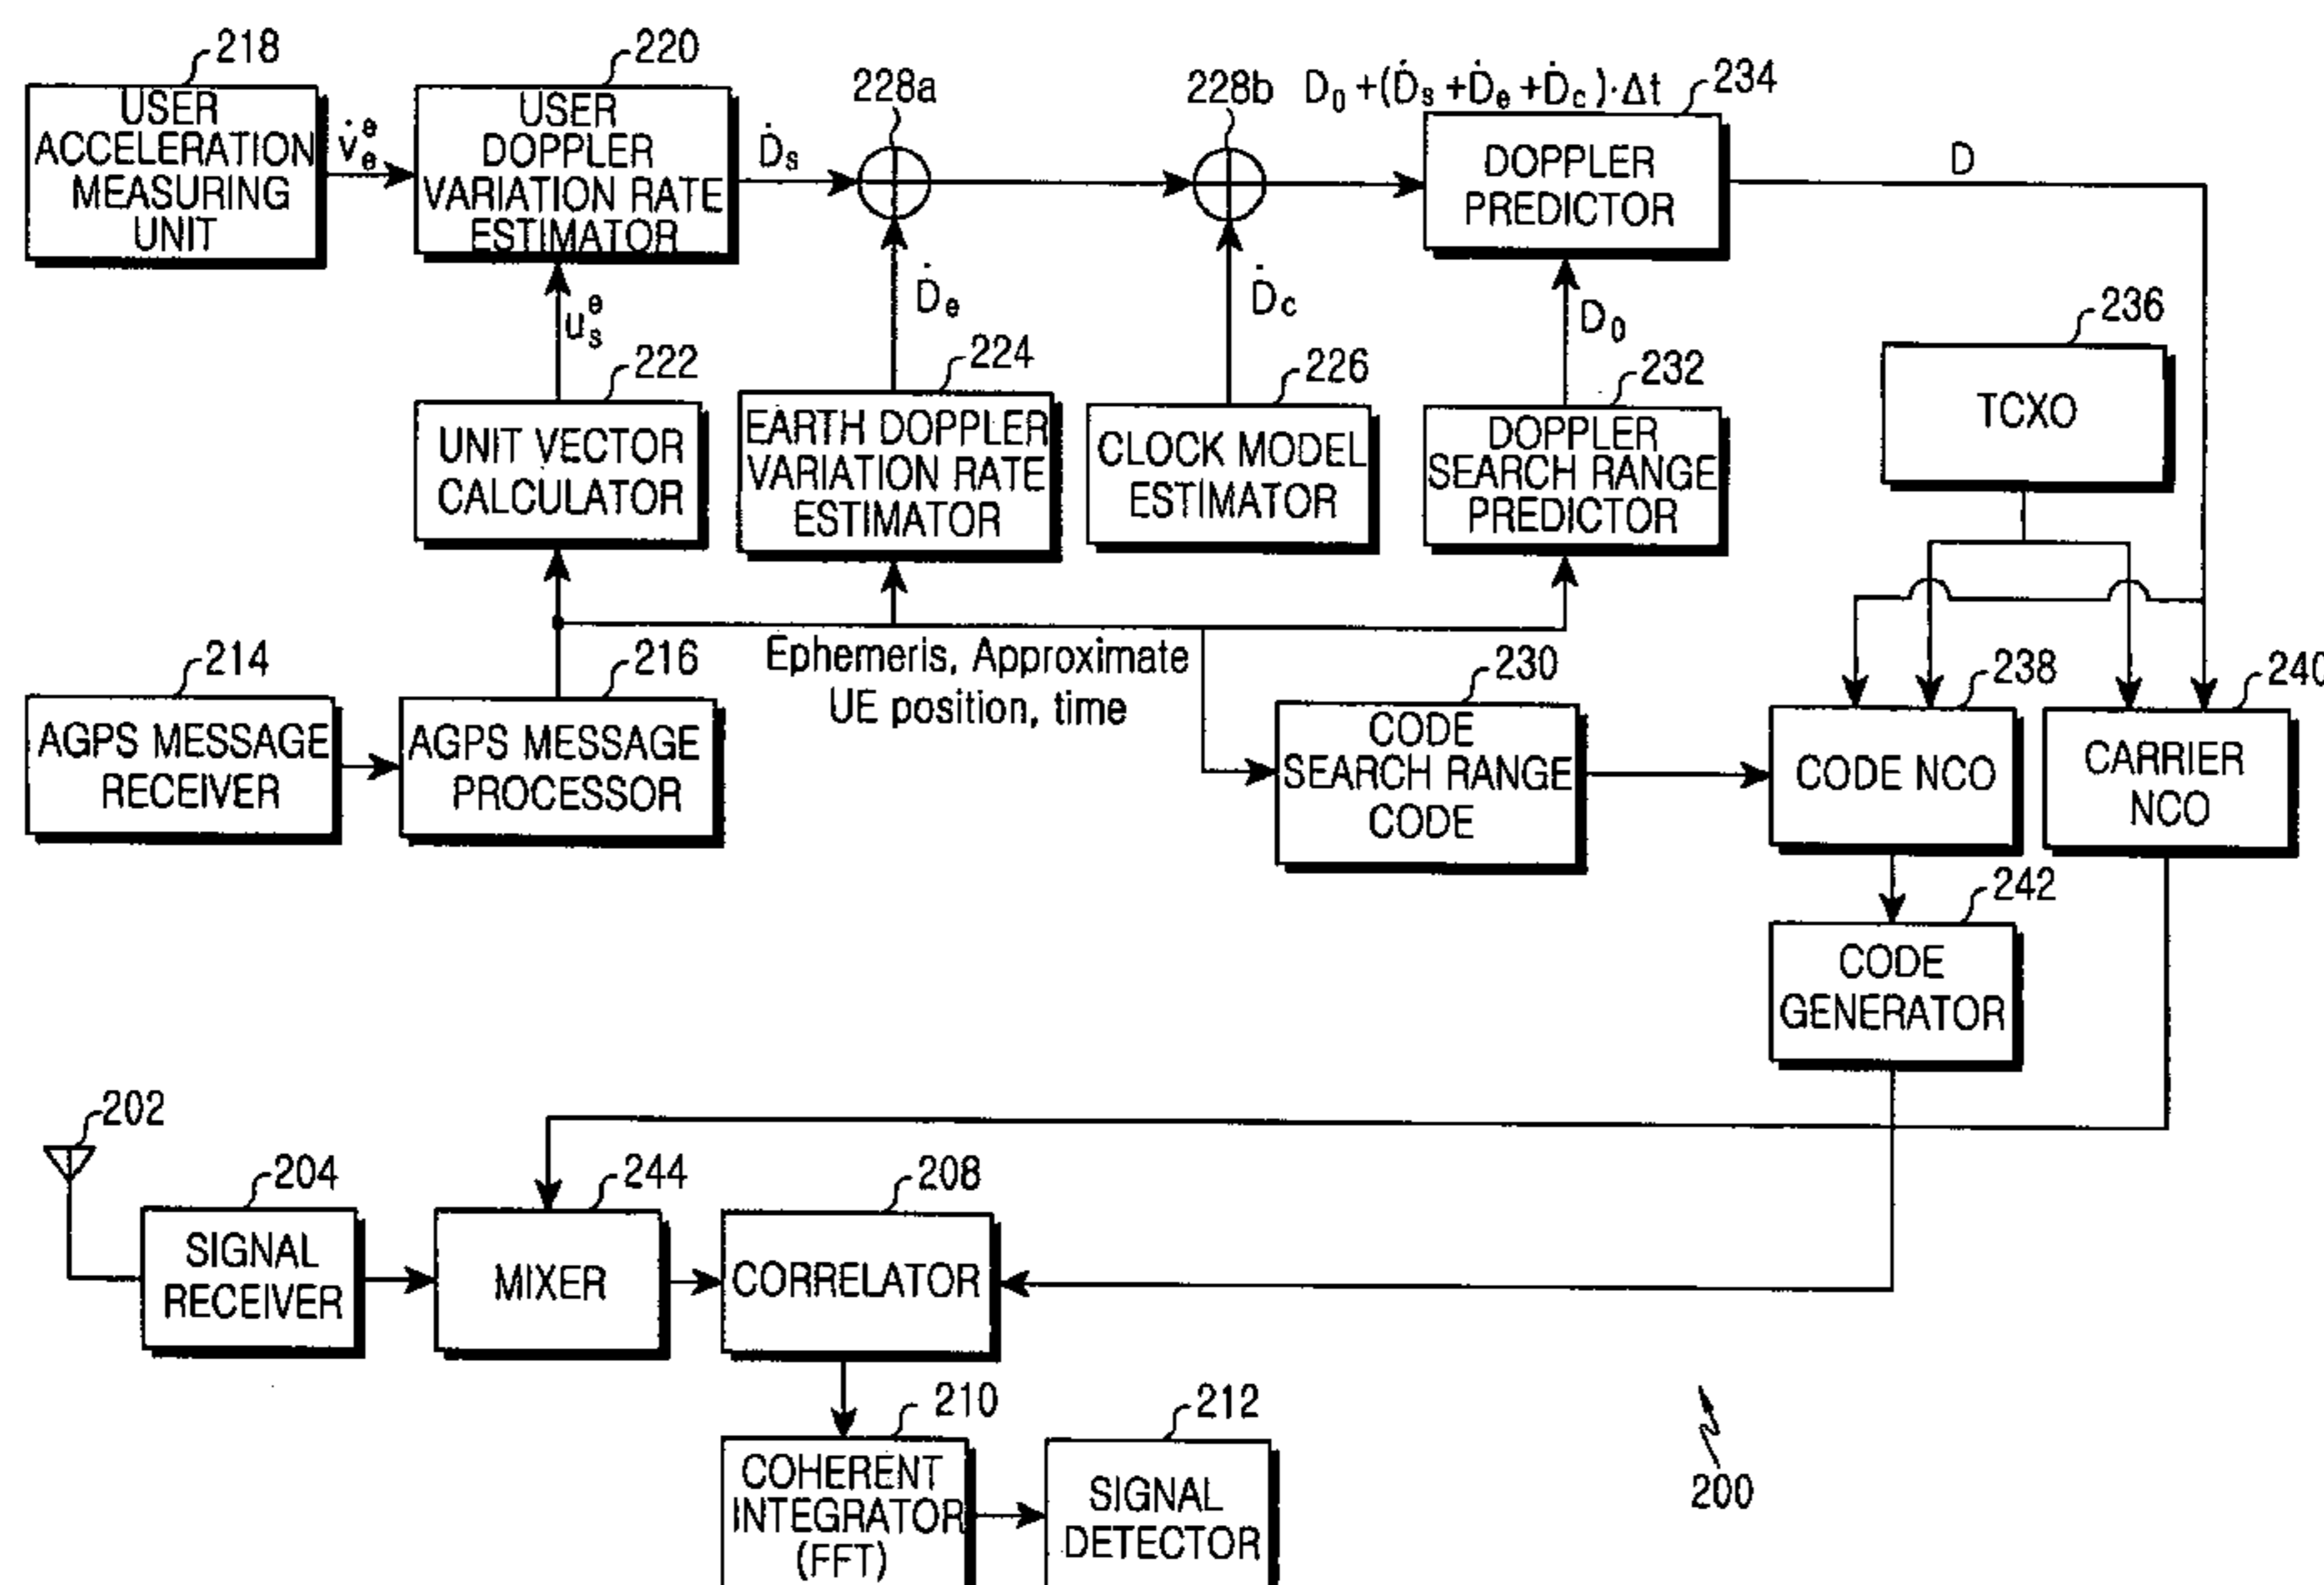 218
USER
ACCELERATION
MEASURING
UNIT
v̇ₑᵉ
220
USER
DOPPLER
VARIATION RATE
ESTIMATOR
Ḋₛ
228a
228b
D₀ +(Ḋₛ +Ḋₑ +Ḋ꜀)·Δt
234
DOPPLER
PREDICTOR
D
uₛᵉ
Ḋₑ
Ḋ꜀
D₀
236
TCXO
222
UNIT VECTOR
CALCULATOR
224
EARTH DOPPLER
VARIATION RATE
ESTIMATOR
226
CLOCK MODEL
ESTIMATOR
232
DOPPLER
SEARCH RANGE
PREDICTOR
214
AGPS MESSAGE
RECEIVER
216
AGPS MESSAGE
PROCESSOR
Ephemeris, Approximate
UE position, time
230
CODE
SEARCH RANGE
CODE
238
CODE NCO
240
CARRIER
NCO
242
CODE
GENERATOR
202
204
SIGNAL
RECEIVER
244
MIXER
208
CORRELATOR
210
COHERENT
INTEGRATOR
(FFT)
212
SIGNAL
DETECTOR
200